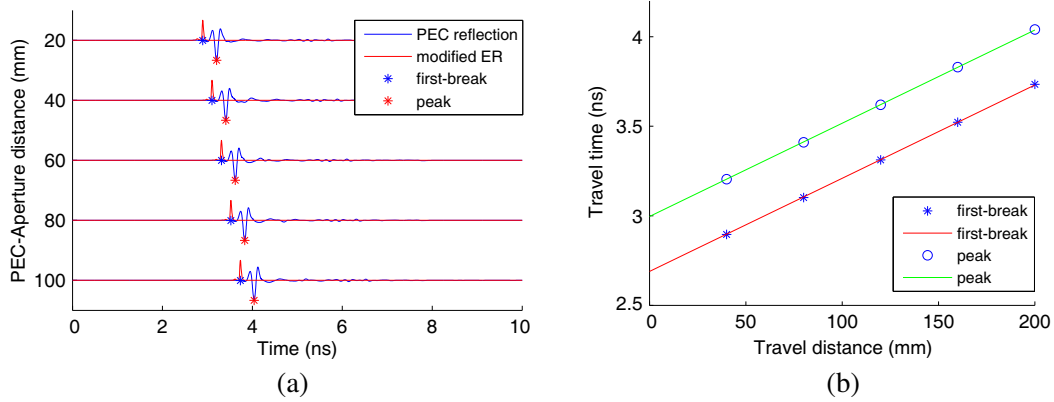 PEC-Aperture distance (mm)
20
40
60
80
100
PEC reflection
modified ER
first-break
peak
0
2
4
6
8
10
Time (ns)
(a)
Travel time (ns)
4
3.5
3
2.5
first-break
first-break
peak
peak
0
50
100
150
200
Travel distance (mm)
(b)